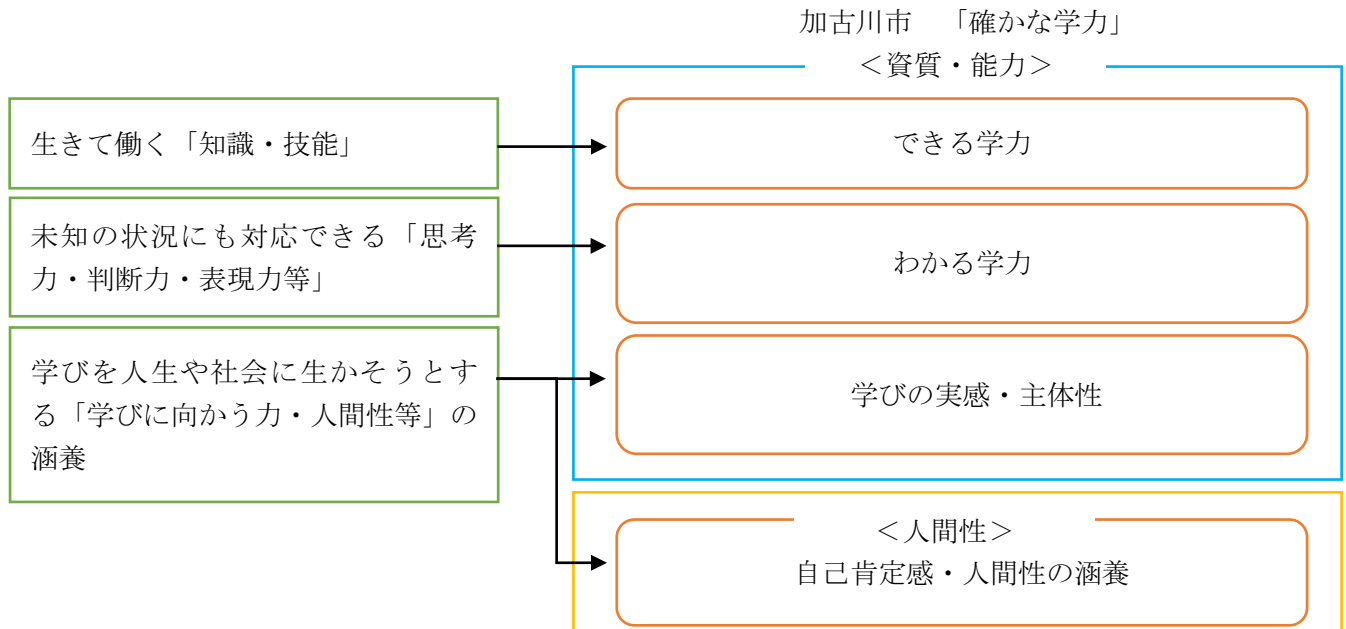 加古川市　「確かな学力」
＜資質・能力＞
生きて働く「知識・技能」
できる学力
未知の状況にも対応できる「思考
力・判断力・表現力等」
わかる学力
学びを人生や社会に生かそうとす
る「学びに向かう力・人間性等」の
涵養
学びの実感・主体性
＜人間性＞
自己肯定感・人間性の涵養